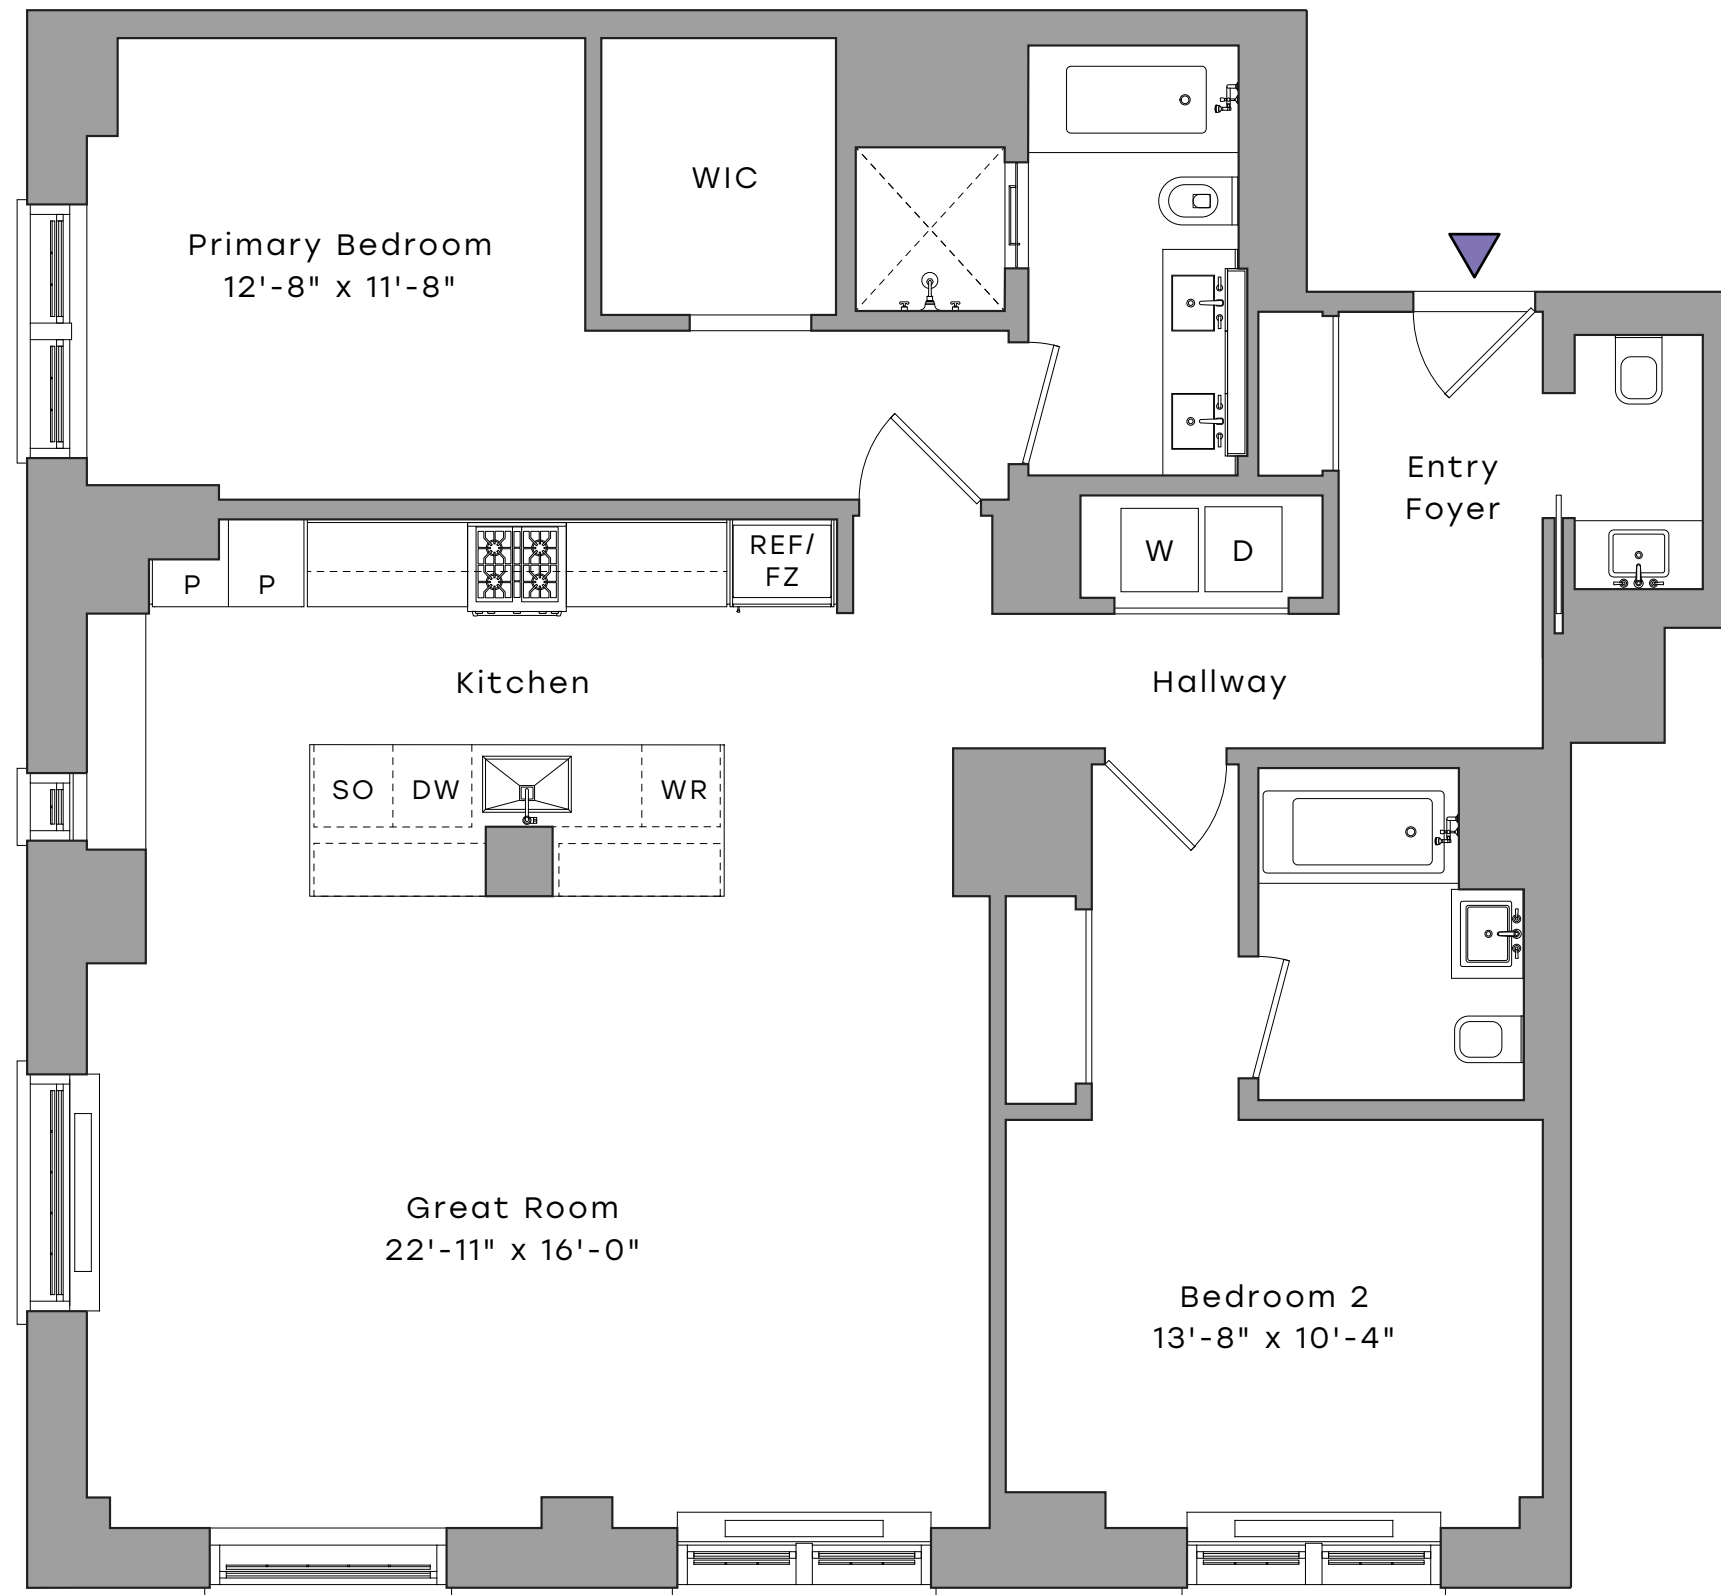 WIC
Primary Bedroom
12'-8" x 11'-8"
Entry
Foyer
REF/
FZ
W
D
P
P
Kitchen
Hallway
SO
DW
WR
Great Room
22'-11" x 16'-0"
Bedroom 2
13'-8" x 10'-4"